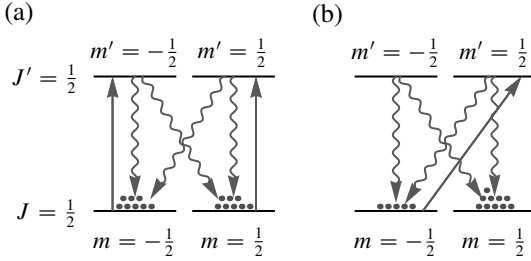 (a)
(b)
m′ = −1/2 m′ = 1/2 m′ = −1/2 m′ = 1/2
J′ = 1/2
J = 1/2
m = −1/2 m = 1/2 m = −1/2 m = 1/2